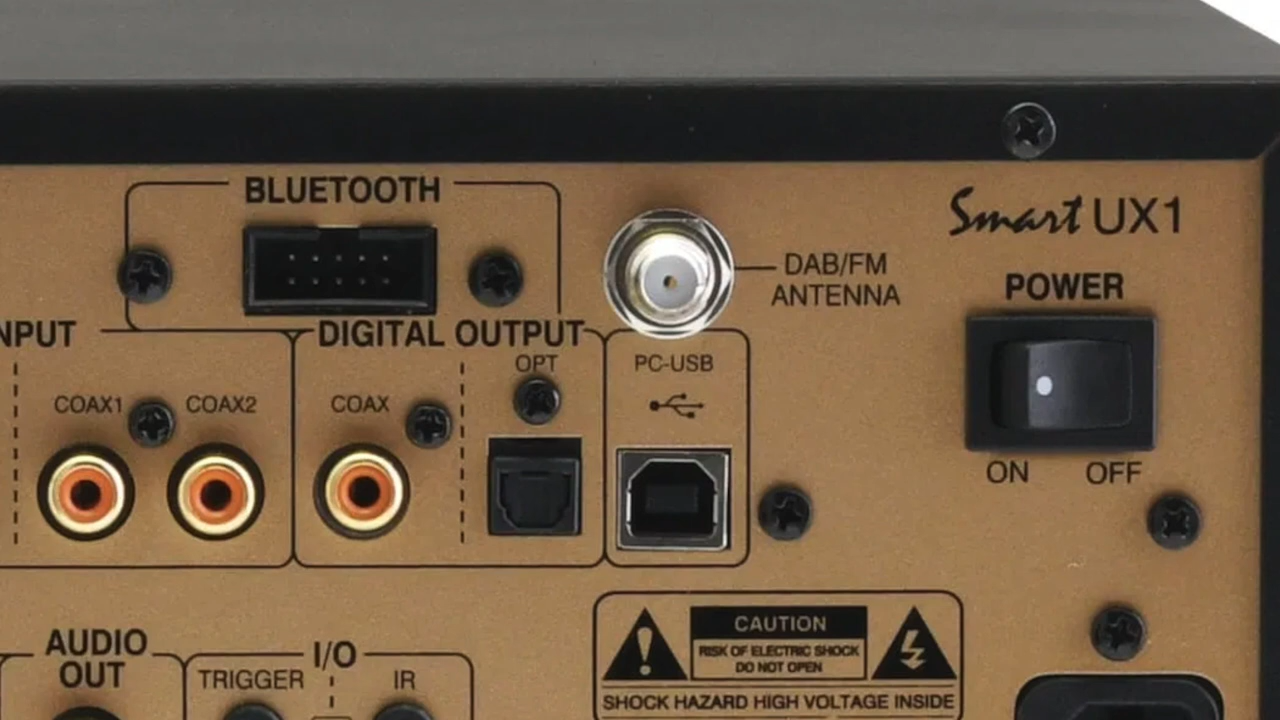 BLUETOOTH
Smart UX1
DAB/FM
ANTENNA
POWER
NPUT
DIGITAL OUTPUT
OPT
PC-USB
COAX1
COAX2
COAX
ON
OFF
CAUTION
RISK OF ELECTRIC SHOCK
DO NOT OPEN
SHOCK HAZARD HIGH VOLTAGE INSIDE
AUDIO
OUT
I/O
TRIGGER
IR